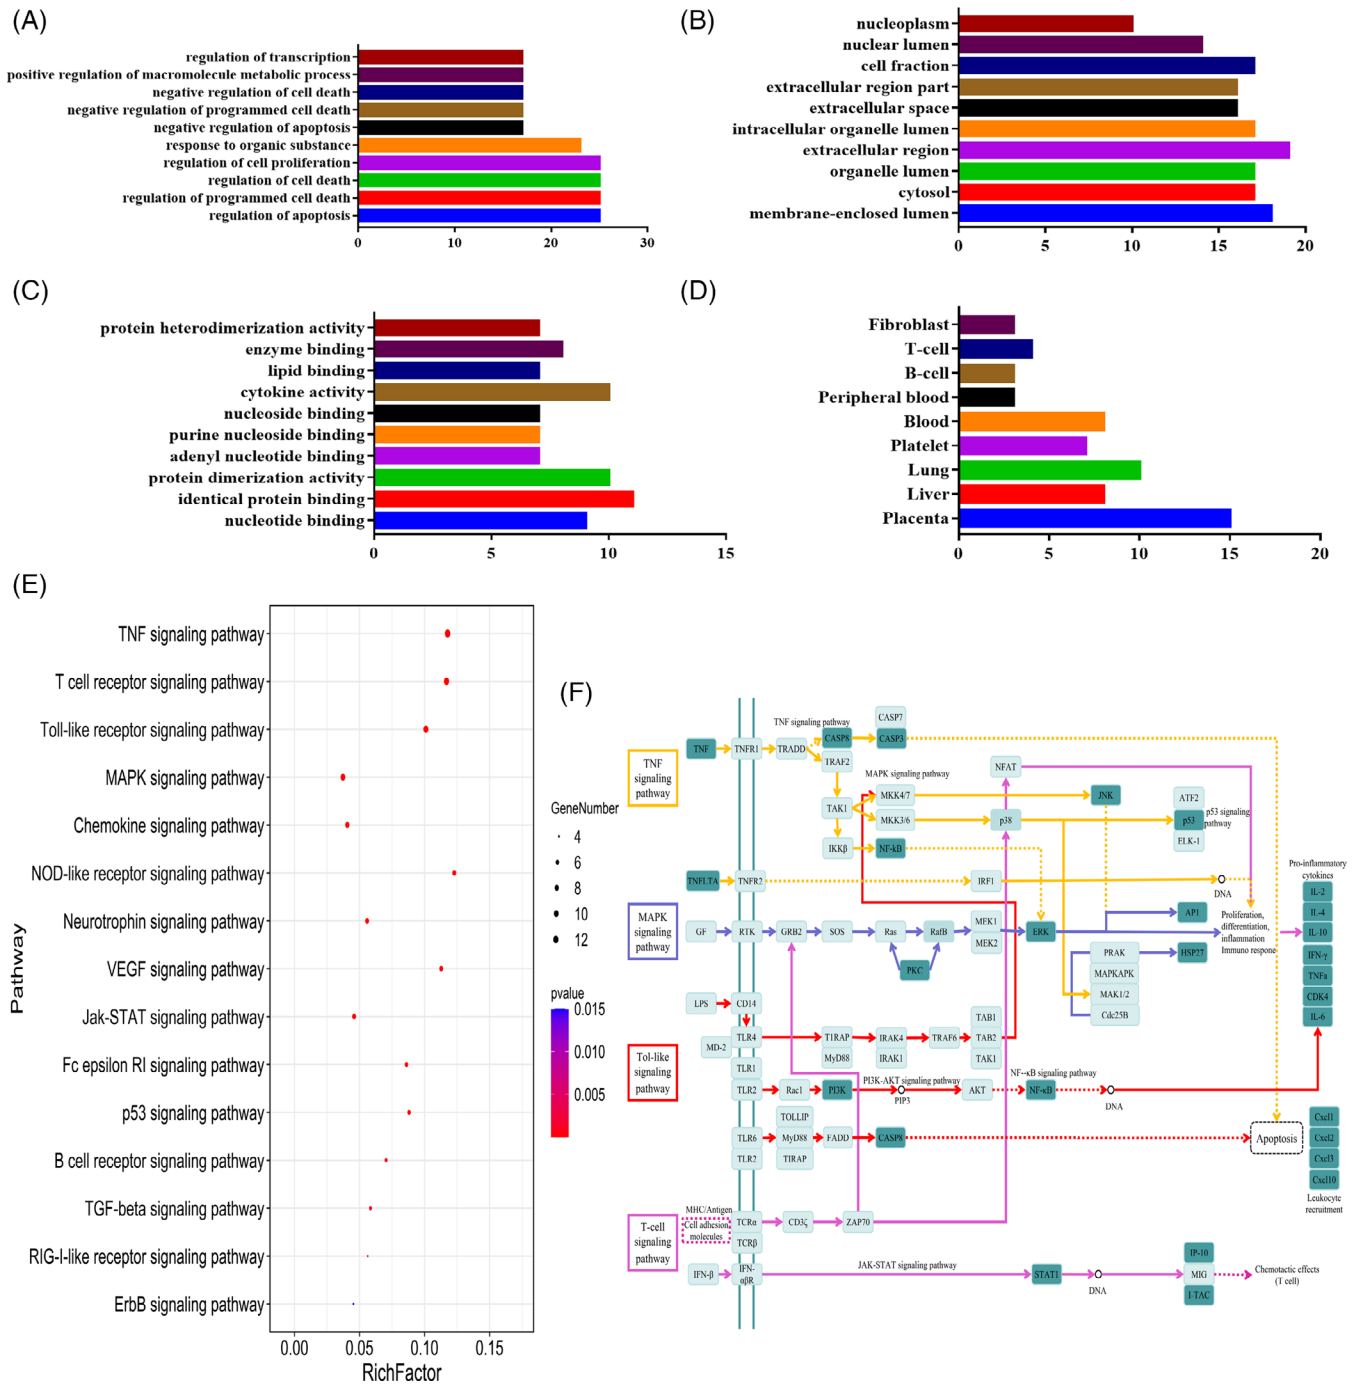 (A)
regulation of transcription
positive regulation of macromolecule metabolic process
negative regulation of cell death
negative regulation of programmed cell death
negative regulation of apoptosis
response to organic substance
regulation of cell proliferation
regulation of cell death
regulation of programmed cell death
regulation of apoptosis
0 10 20 30
(B)
nucleoplasm
nuclear lumen
cell fraction
extracellular region part
extracellular space
intracellular organelle lumen
extracellular region
organelle lumen
cytosol
membrane-enclosed lumen
0 5 10 15 20 25
(C)
protein heterodimerization activity
enzyme binding
lipid binding
cytokine activity
nucleoside binding
purine nucleoside binding
adenyl nucleotide binding
protein dimerization activity
identical protein binding
nucleotide binding
0 5 10 15
(D)
Fibroblast
T-cell
B-cell
Peripheral blood
Blood
Platelet
Lung
Liver
Placenta
0 5 10 15 20
(E)
Pathway
TNF signaling pathway
T cell receptor signaling pathway
Toll-like receptor signaling pathway
MAPK signaling pathway
Chemokine signaling pathway
NOD-like receptor signaling pathway
Neurotrophin signaling pathway
VEGF signaling pathway
Jak-STAT signaling pathway
Fc epsilon RI signaling pathway
p53 signaling pathway
B cell receptor signaling pathway
TGF-beta signaling pathway
RIG-I-like receptor signaling pathway
ErbB signaling pathway
0.00 0.05 0.10 0.15
RichFactor
GeneNumber
4
6
8
10
12
pvalue
0.015
0.010
0.005
(F)
TNF
signaling
pathway
TNF
TNFR1
TRADD
TNF signaling pathway
CASP8
CASP7
CASP3
TRAF2
TAK1
IKKβ
MAPK signaling pathway
MKK4/7
MKK3/6
NF-kB
NFAT
p38
JNK
ATF2
p53
ELK-1
p53 signaling
pathway
TNFLTA
TNFR2
IRF1
DNA
MAPK
signaling
pathway
GF
RTK
GRB2
SOS
Ras
RafB
PKC
MEK1
MEK2
ERK
AP1
PRAK
MAPKAPK
MAK1/2
Cdc25B
HSP27
Proliferation,
differentiation,
inflammation
Immuno respone
Pro-inflammatory
cytokines
IL-2
IL-4
IL-10
IFN-γ
TNFa
CDK4
IL-6
Tol-like
signaling
pathway
LPS
CD14
MD-2
TLR4
TLR1
TLR2
T1RAP
MyD88
IRAK4
IRAK1
TRAF6
TAB1
TAB2
TAK1
Rac1
PI3K
PI3K-AKT signaling pathway
PIP3
AKT
NF--κB signaling pathway
NF-κB
DNA
TLR6
TLR2
TOLLIP
MyD88
TIRAP
FADD
CASP8
Apoptosis
Cxcl1
Cxcl2
Cxcl3
Cxcl10
Leukocyte
recruitment
T-cell
signaling
pathway
MHC/Antigen
Cell adhesion
molecules
TCRα
TCRβ
CD3ζ
ZAP70
IFN-β
IFN-
αβR
JAK-STAT signaling pathway
STAT1
DNA
IP-10
MIG
I-TAC
Chemotactic effects
(T cell)